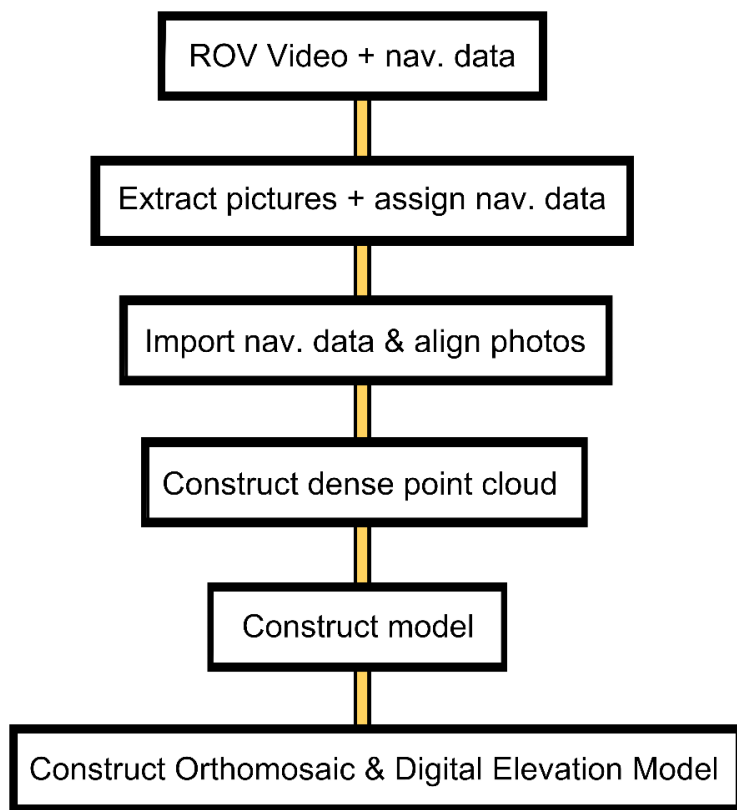 ROV Video + nav. data
Extract pictures + assign nav. data
Import nav. data & align photos
Construct dense point cloud
Construct model
Construct Orthomosaic & Digital Elevation Model